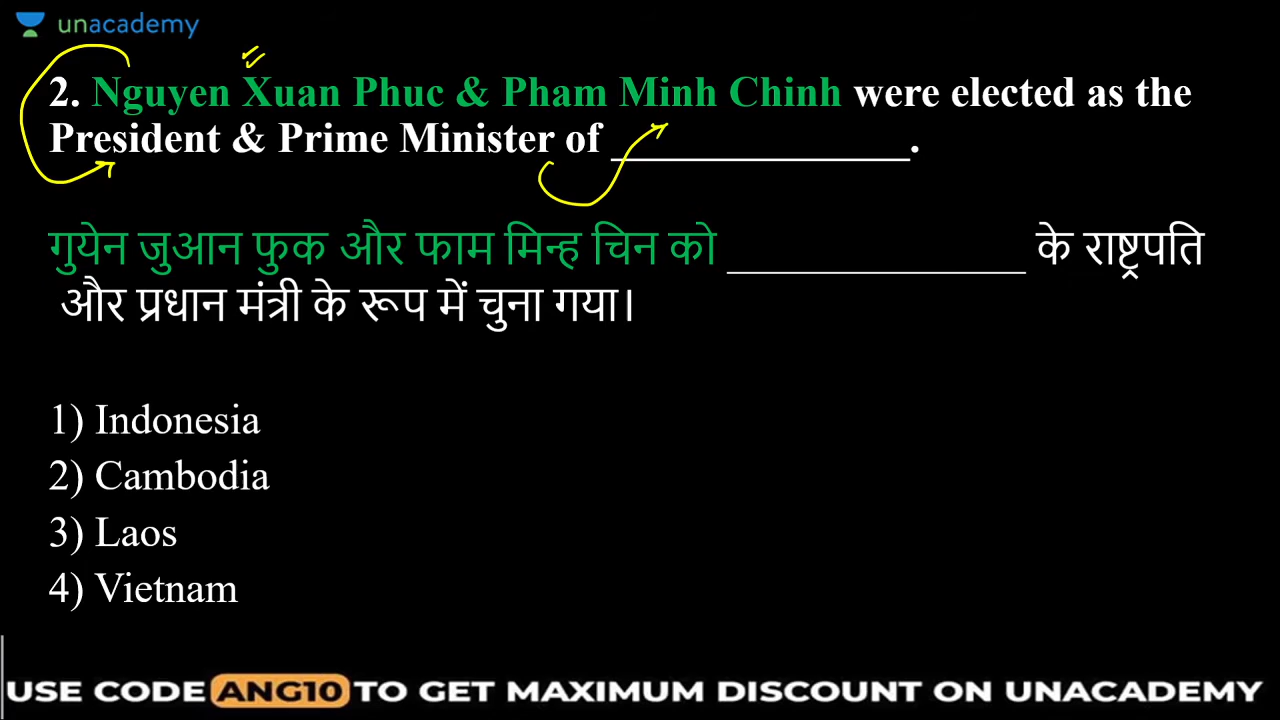 unacademy
2. Nguyen Xuan Phuc & Pham Minh Chinh were elected as the
President & Prime Minister of _______________.
गुयेन जुआन फुक और फाम मिन्ह चिन को _______________ के राष्ट्रपति
और प्रधान मंत्री के रूप में चुना गया।
1) Indonesia
2) Cambodia
3) Laos
4) Vietnam
USE CODE ANG10 TO GET MAXIMUM DISCOUNT ON UNACADEMY